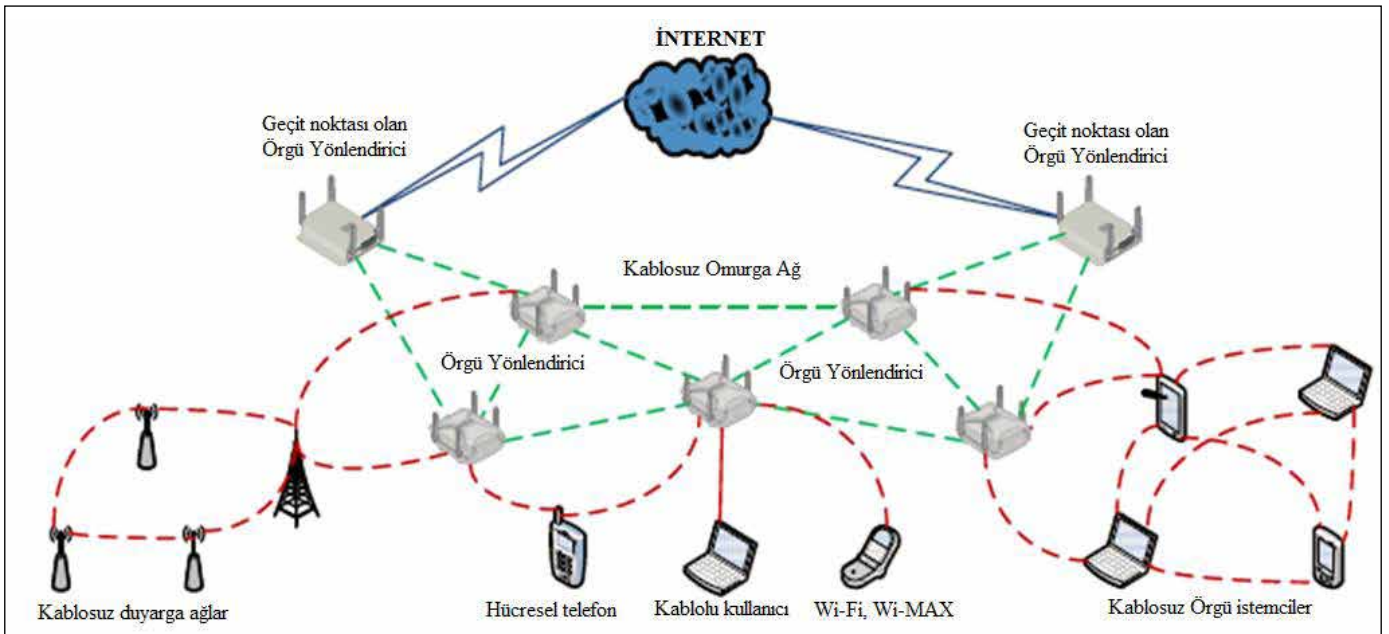 İNTERNET
Geçit noktası olan
Örgü Yönlendirici
Geçit noktası olan
Örgü Yönlendirici
Kablosuz Omurga Ağ
Örgü Yönlendirici
Örgü Yönlendirici
Kablosuz duyarga ağlar
Hücresel telefon
Kablolu kullanıcı
Wi-Fi, Wi-MAX
Kablosuz Örgü istemciler